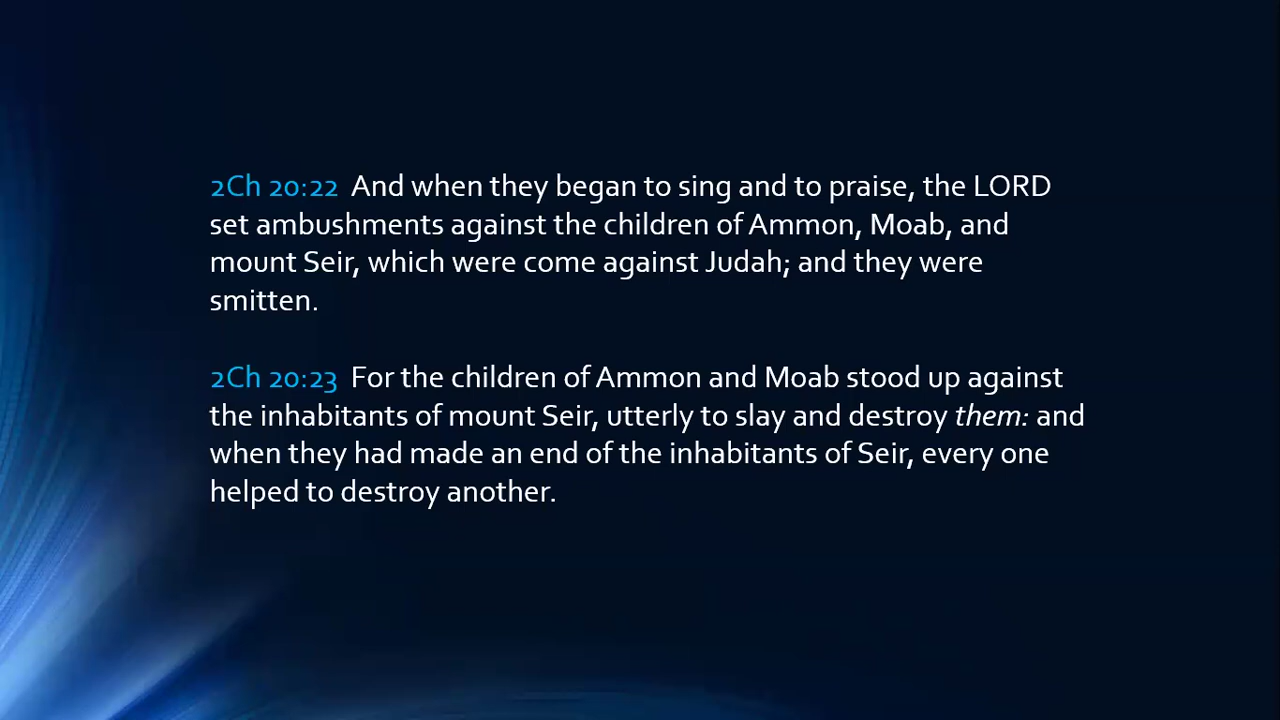 2Ch 20:22 And when they began to sing and to praise, the LORD
set ambushments against the children of Ammon, Moab, and
mount Seir, which were come against Judah; and they were
smitten.
2Ch 20:23 For the children of Ammon and Moab stood up against
the inhabitants of mount Seir, utterly to slay and destroy them: and
when they had made an end of the inhabitants of Seir, every one
helped to destroy another.